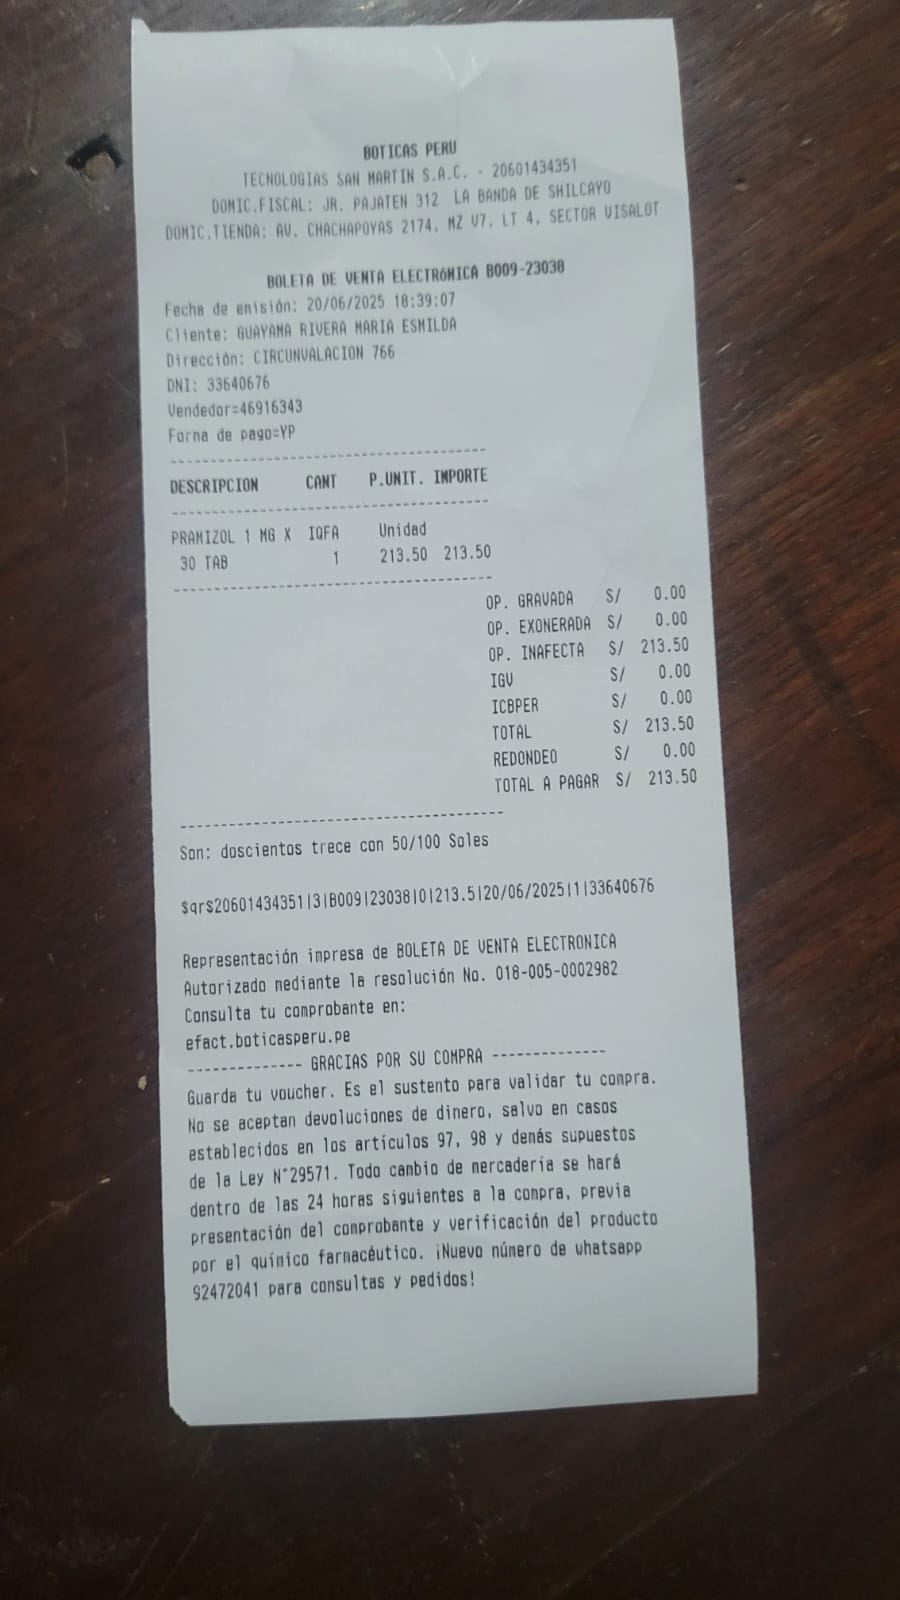 BOTICAS PERU
TECNOLOGIAS SAN MARTIN S.A.C. - 20601434351
DOMIC.FISCAL: JR. PAJATEN 312 LA BANDA DE SHILCAYO
DOMIC.TIENDA: AV. CHACHAPOYAS 2174, MZ V7, LT 4, SECTOR VISALOT
BOLETA DE VENTA ELECTRÓMICA B009-23038
Fecha de emisión: 20/06/2025 18:39:07
Cliente: GUAYAMA RIVERA MARIA ESMILDA
Dirección: CIRCUNVALACION 766
DNI: 33640676
Vendedor=46916343
Forma de pago=YP
----------------------------------------
DESCRIPCION CANT P.UNIT. IMPORTE
----------------------------------------
PRAMIZOL 1 MG X IQFA Unidad
30 TAB 1 213.50 213.50
----------------------------------------
OP. GRAVADA S/ 0.00
OP. EXONERADA S/ 0.00
OP. INAFECTA S/ 213.50
IGV S/ 0.00
ICBPER S/ 0.00
TOTAL S/ 213.50
REDONDEO S/ 0.00
TOTAL A PAGAR S/ 213.50
----------------------------------------
Son: doscientos trece con 50/100 Soles
$qr$20601434351|3|B009|23038|0|213.5|20/06/2025|1|33640676
Representación impresa de BOLETA DE VENTA ELECTRONICA
Autorizado mediante la resolución No. 018-005-0002982
Consulta tu comprobante en:
efact.boticasperu.pe
-------------- GRACIAS POR SU COMPRA --------------
Guarda tu voucher. Es el sustento para validar tu compra.
No se aceptan devoluciones de dinero, salvo en casos
establecidos en los artículos 97, 98 y demás supuestos
de la Ley N°29571. Todo cambio de mercadería se hará
dentro de las 24 horas siguientes a la compra, previa
presentación del comprobante y verificación del producto
por el químico farmacéutico. ¡Nuevo número de whatsapp
92472041 para consultas y pedidos!